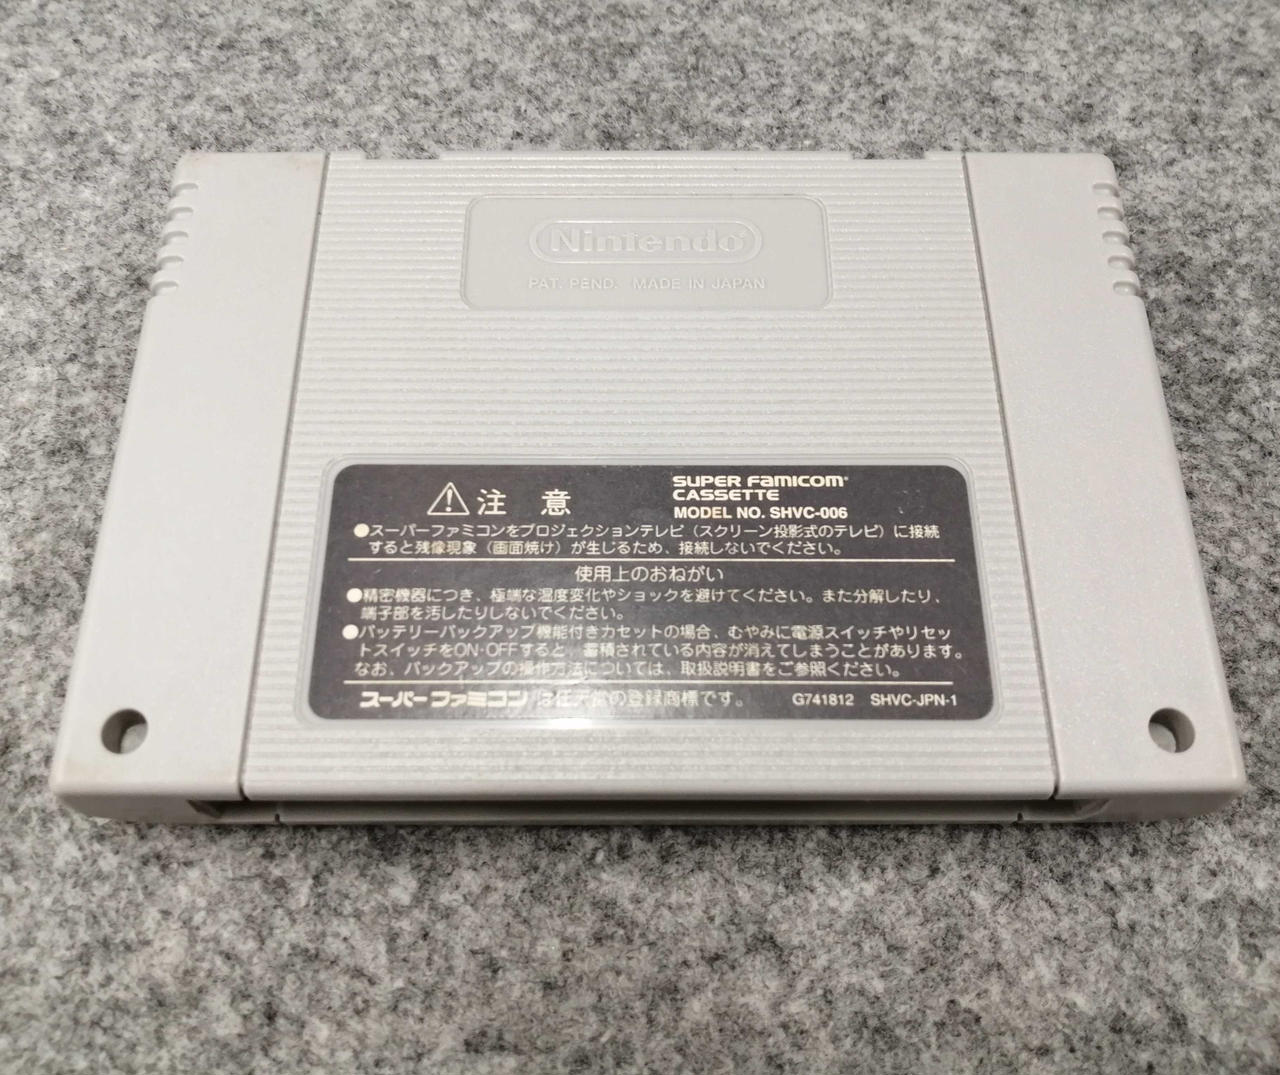 Nintendo
PAT. PEND. MADE IN JAPAN
⚠注 意
SUPER FAMICOM
CASSETTE
MODEL NO. SHVC-006
●スーパーファミコンをプロジェクションテレビ（スクリーン投影式のテレビ）に接続
すると残像現象（画面焼け）が生じるため、接続しないでください。
使用上のおねがい
●精密機器につき、極端な温度変化やショックを避けてください。また分解したり、
端子部を汚したりしないでください。
●バッテリーバックアップ機能付きカセットの場合、むやみに電源スイッチやリセッ
トスイッチをON・OFFすると、蓄積されている内容が消えてしまうことがあります。
なお、バックアップの操作方法については、取扱説明書をご参照ください。
スーパーファミコンは任天堂の登録商標です。
G741812 SHVC-JPN-1